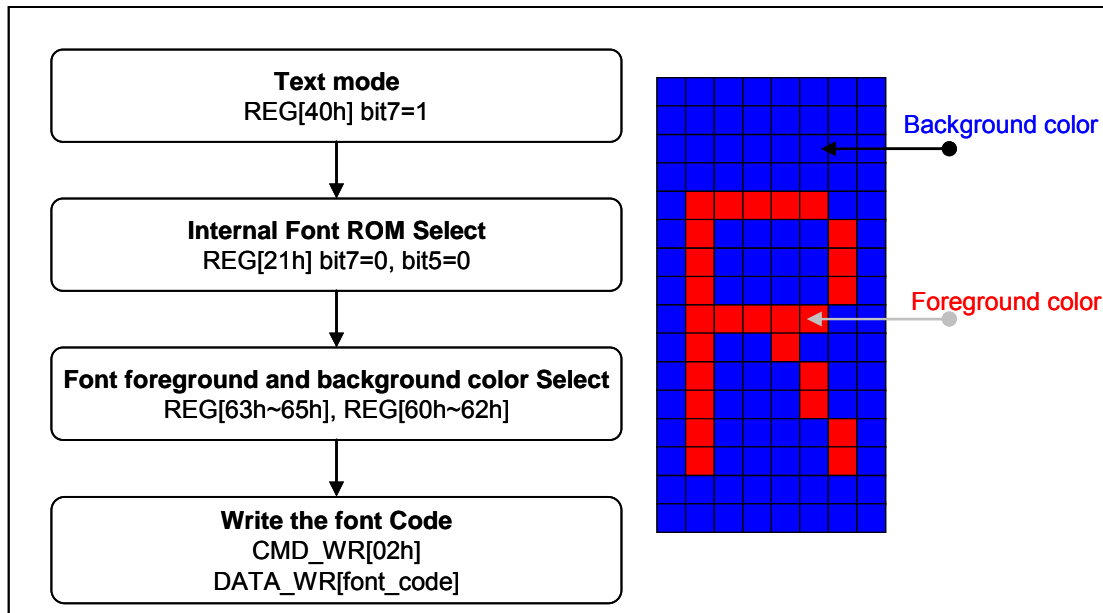 Text mode
REG[40h] bit7=1
Internal Font ROM Select
REG[21h] bit7=0, bit5=0
Font foreground and background color Select
REG[63h~65h], REG[60h~62h]
Write the font Code
CMD_WR[02h]
DATA_WR[font_code]
Background color
Foreground color